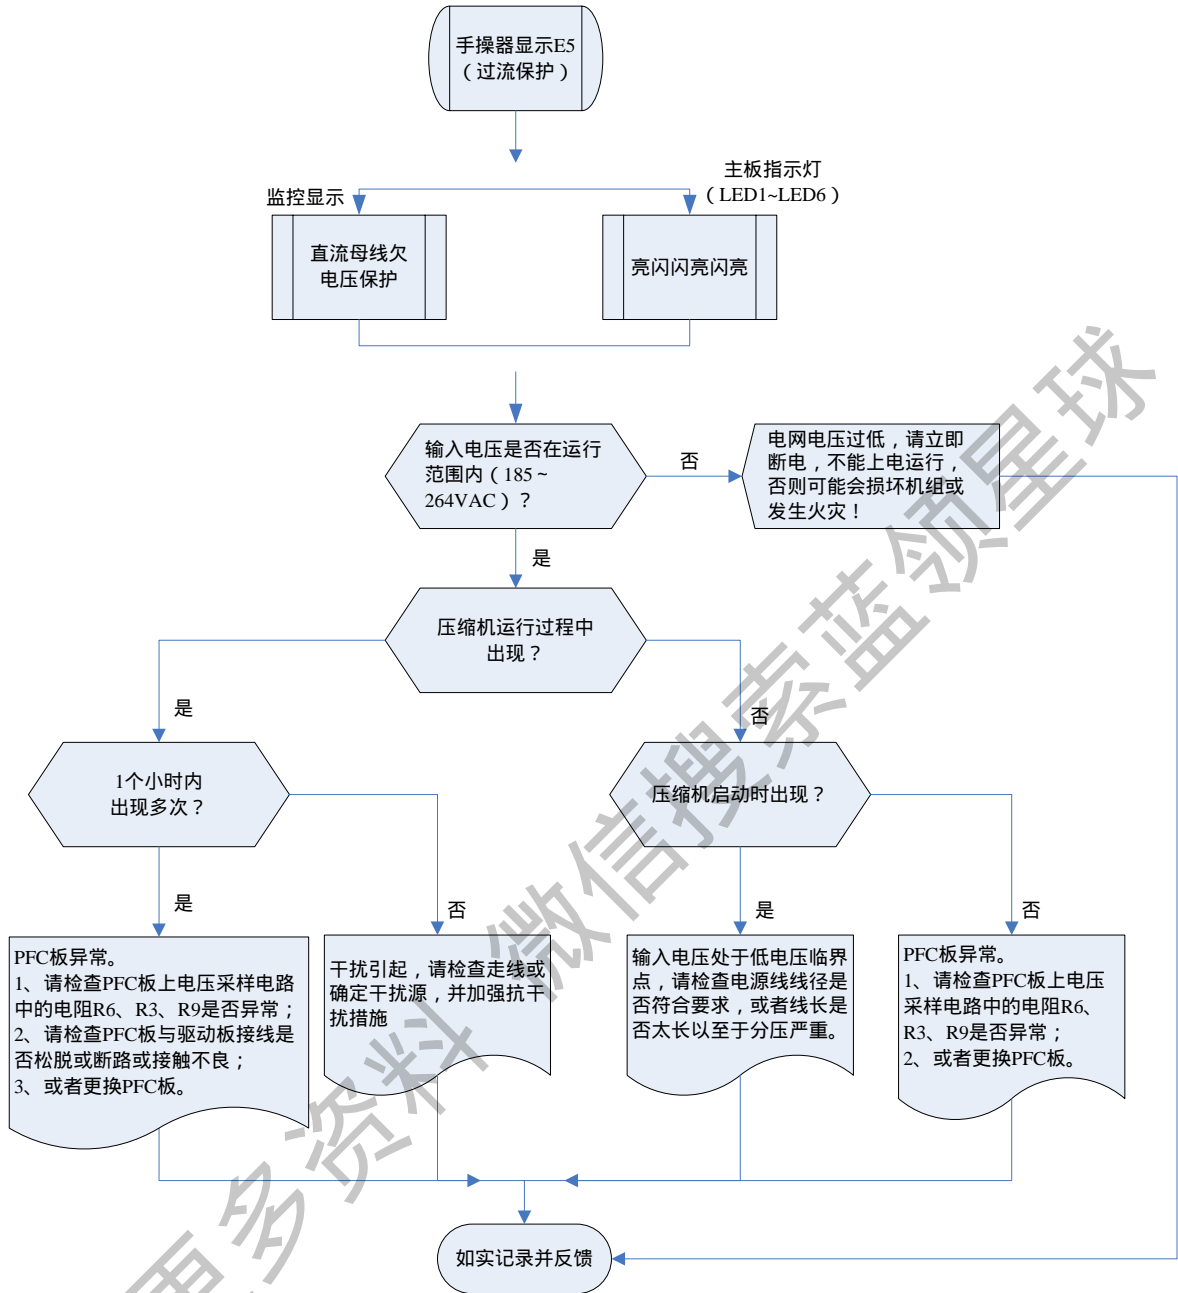 手操器显示E5
（过流保护）
主板指示灯
（LED1~LED6）
监控显示
直流母线欠
电压保护
亮闪闪亮闪亮
输入电压是否在运行
范围内（185～
264VAC）？
否
电网电压过低，请立即
断电，不能上电运行，
否则可能会损坏机组或
发生火灾！
是
压缩机运行过程中
出现？
是
否
1个小时内
出现多次？
压缩机启动时出现？
是
否
是
否
PFC板异常。
1、请检查PFC板上电压采样电路
中的电阻R6、R3、R9是否异常；
2、请检查PFC板与驱动板接线是
否松脱或断路或接触不良；
3、或者更换PFC板。
干扰引起，请检查走线或
确定干扰源，并加强抗干
扰措施
输入电压处于低电压临界
点，请检查电源线线径是
否符合要求，或者线长是
否太长以至于分压严重。
PFC板异常。
1、请检查PFC板上电压
采样电路中的电阻R6、
R3、R9是否异常；
2、或者更换PFC板。
如实记录并反馈
更多资料 微信搜索蓝领星球